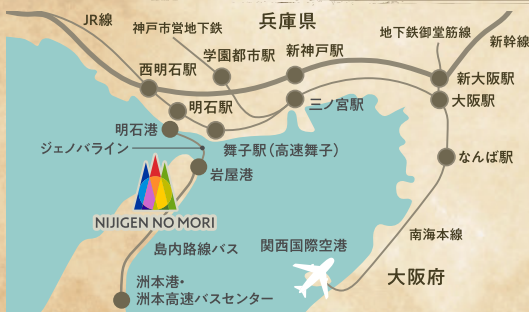 JR線
兵庫県
神戸市営地下鉄
地下鉄御堂筋線
新幹線
学園都市駅
新神戸駅
西明石駅
新大阪駅
大阪駅
明石駅
三ノ宮駅
明石港
舞子駅(高速舞子)
ジェノバライン
なんば駅
岩屋港
NIJIGEN NO MORI
島内路線バス
関西国際空港
南海本線
大阪府
洲本港・
洲本高速バスセンター